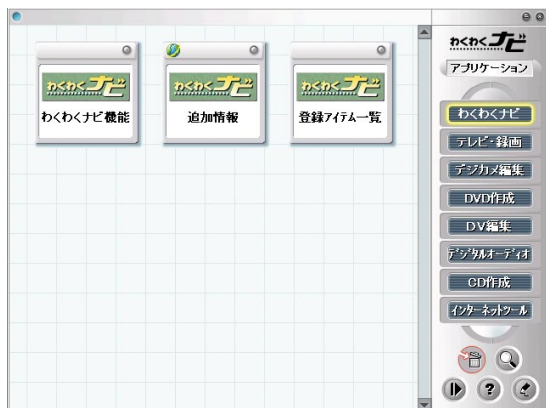 わくわくナビ
わくわくナビ機能
わくわくナビ
追加情報
わくわくナビ
登録アイテム一覧
わくわくナビ
アプリケーション
わくわくナビ
テレビ・録画
デジカメ編集
DVD作成
DV編集
デジタルオーディオ
CD作成
インターネットツール
?